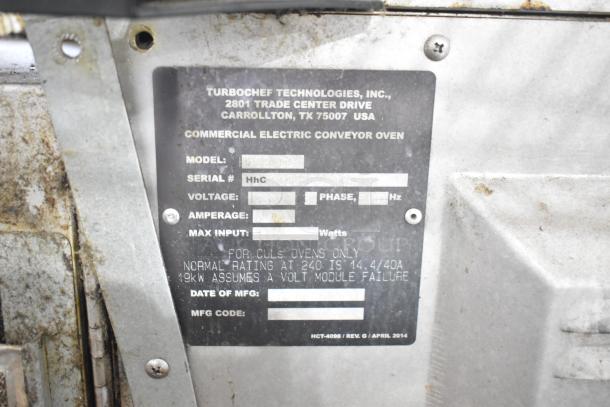 TURBOCHEF TECHNOLOGIES, INC.,
2801 TRADE CENTER DRIVE
CARROLLTON, TX 75007 USA
COMMERCIAL ELECTRIC CONVEYOR OVEN
MODEL:
SERIAL # HhC
VOLTAGE: PHASE, Hz
AMPERAGE:
MAX INPUT: Watts
FOR CULS OVENS ONLY
NORMAL RATING AT 240 IS 14.4/40A
19kW ASSUMES A VOLT MODULE FAILURE
DATE OF MFG:
MFG CODE:
HCT-4098 / REV. G / APRIL 2014